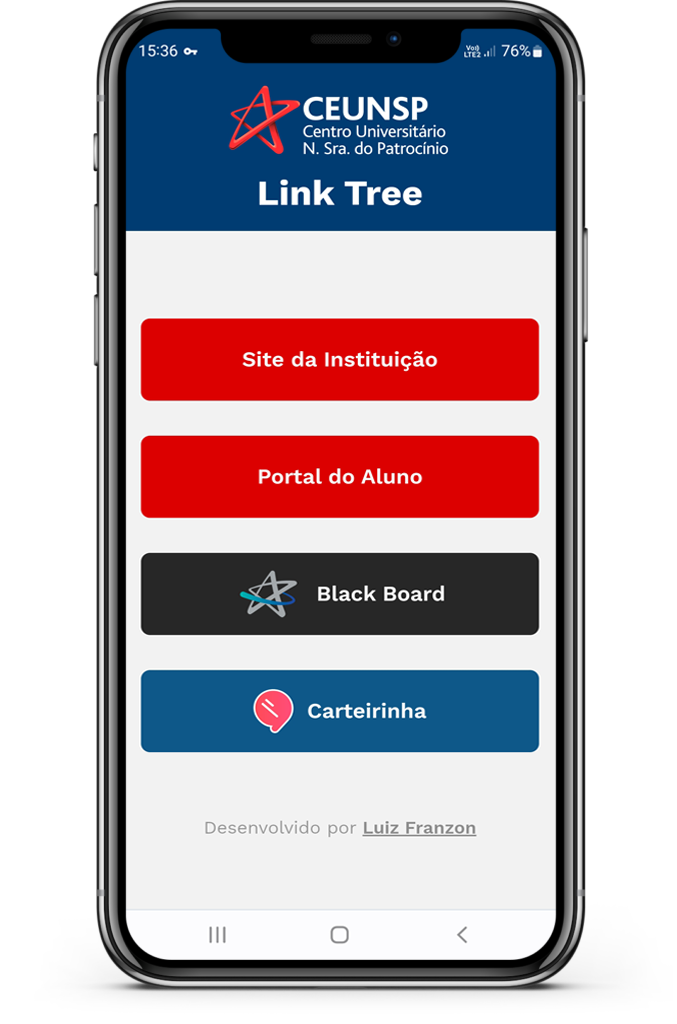 15:36
Vo))
LTE2
76%
CEUNSP
Centro Universitário
N. Sra. do Patrocínio
Link Tree
Site da Instituição
Portal do Aluno
Black Board
Carteirinha
Desenvolvido por Luiz Franzon